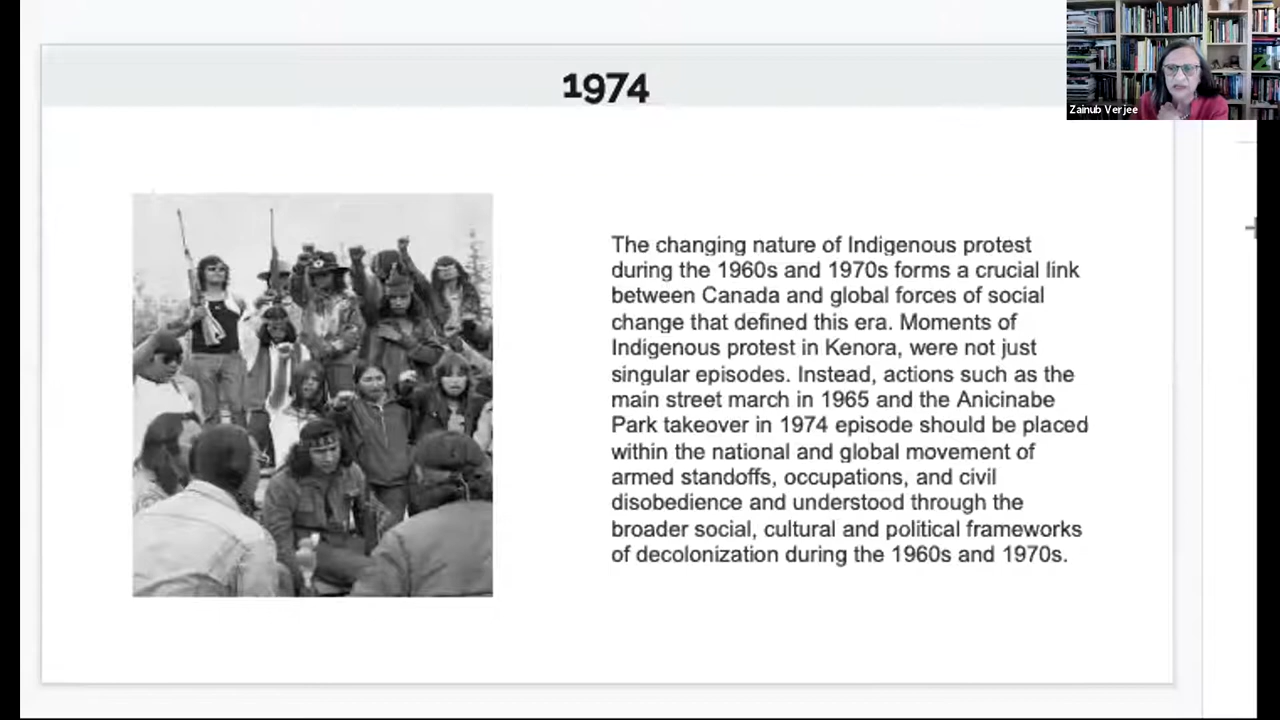 1974
Zainub Verjee
The changing nature of Indigenous protest
during the 1960s and 1970s forms a crucial link
between Canada and global forces of social
change that defined this era. Moments of
Indigenous protest in Kenora, were not just
singular episodes. Instead, actions such as the
main street march in 1965 and the Anicinabe
Park takeover in 1974 episode should be placed
within the national and global movement of
armed standoffs, occupations, and civil
disobedience and understood through the
broader social, cultural and political frameworks
of decolonization during the 1960s and 1970s.